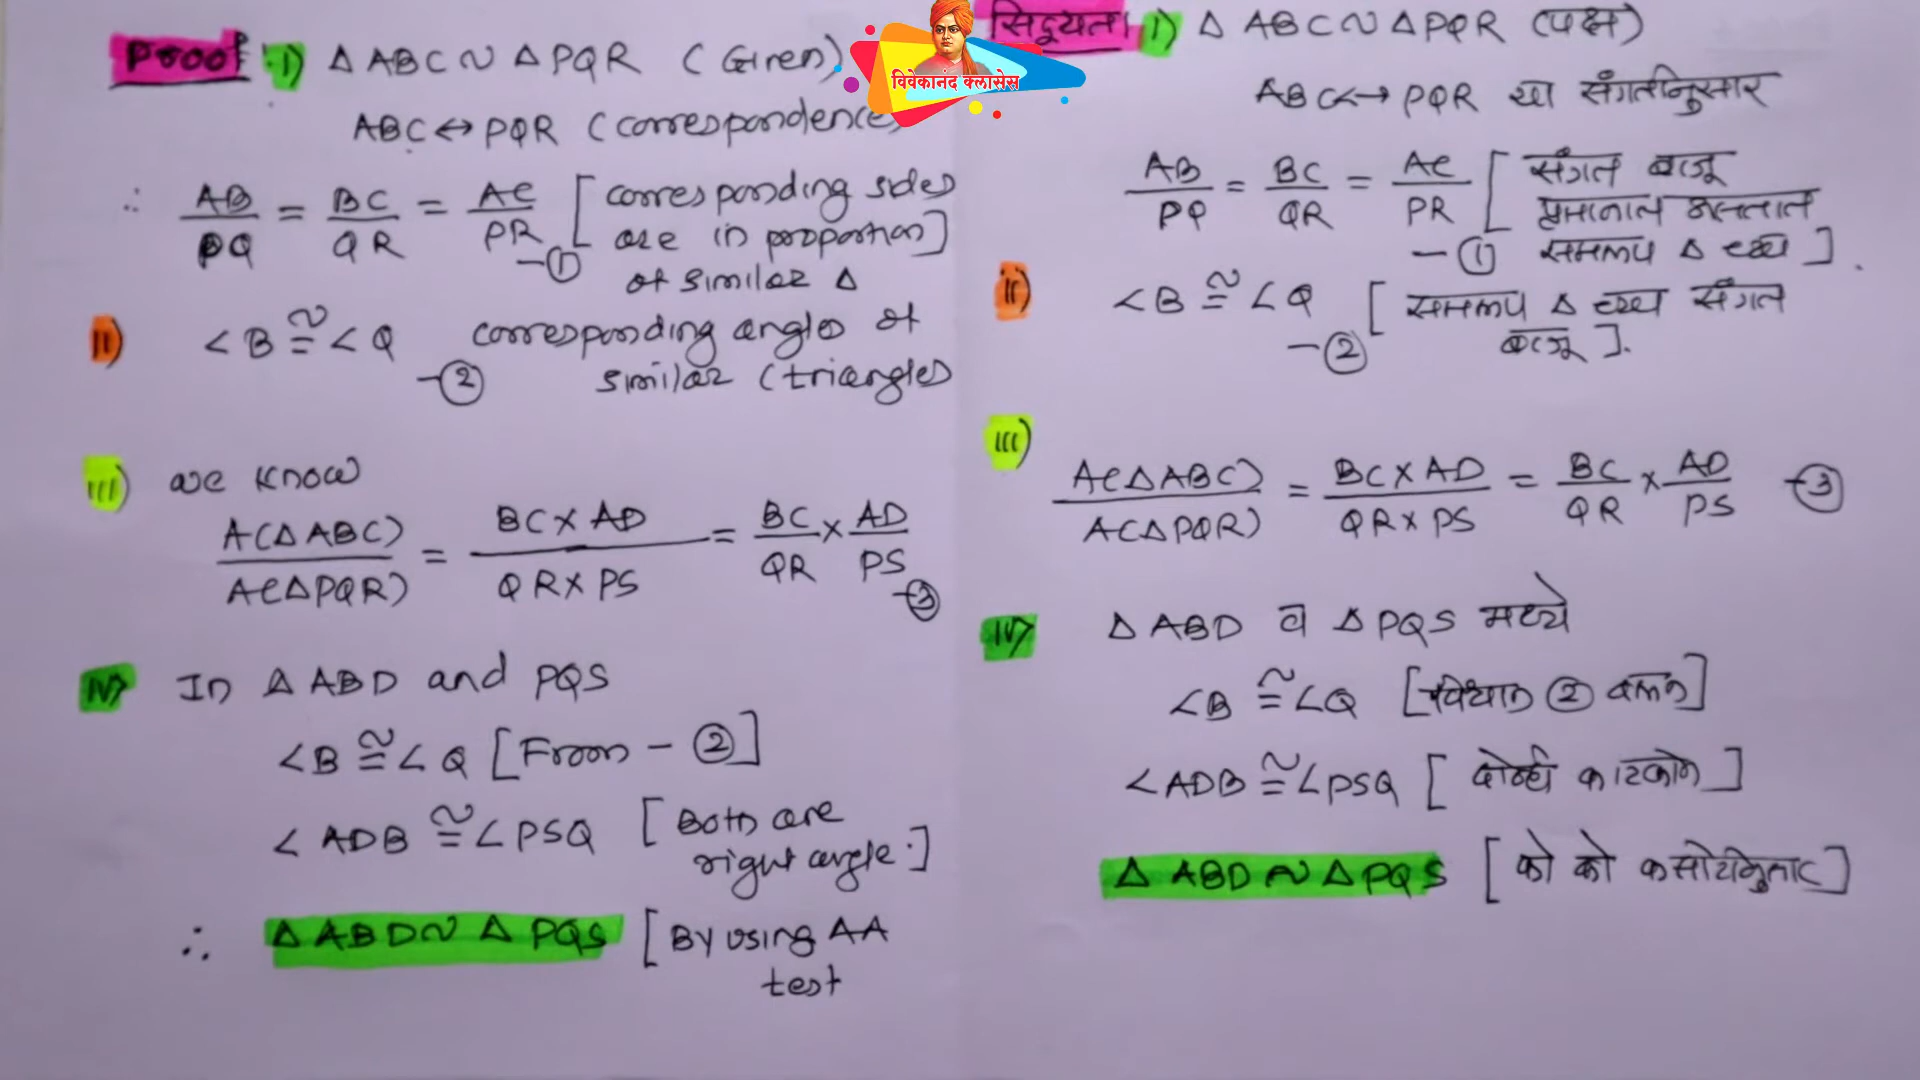 Proof i) Δ ABC ~ Δ PQR (Given)
ABC ↔ PQR (correspondence
∴ AB/PQ = BC/QR = AC/PR [corresponding sides
are in proportion]
—①
of similar Δ
ii) ∠B ≅ ∠Q corresponding angles of
—② similar (triangles
iii) we know
A(ΔABC)/A(ΔPQR) = BC×AD/QR×PS = BC/QR × AD/PS
—③
iv) In Δ ABD and PQS
∠B ≅ ∠Q [From - ②]
∠ADB ≅ ∠PSQ [Both are
right angle.]
∴ Δ ABD ~ Δ PQS [By using AA
test
विवेकानंद क्लासेस
सिद्धता i) Δ ABC ~ Δ PQR (पक्ष)
ABC ↔ PQR या संगतीनुसार
AB/PQ = BC/QR = AC/PR [संगत बाजू
प्रमाणात असतात
—① समरूप Δ च्या].
ii) ∠B ≅ ∠Q [समरूप Δ च्या संगत
—② बाजू].
iii) A(ΔABC)/A(ΔPQR) = BC×AD/QR×PS = BC/QR × AD/PS —③
iv) Δ ABD व Δ PQS मध्ये
∠B ≅ ∠Q [विधान ② वरून]
∠ADB ≅ ∠PSQ [दोन्ही काटकोन]
Δ ABD ~ Δ PQS [को को कसोटीनुसार]